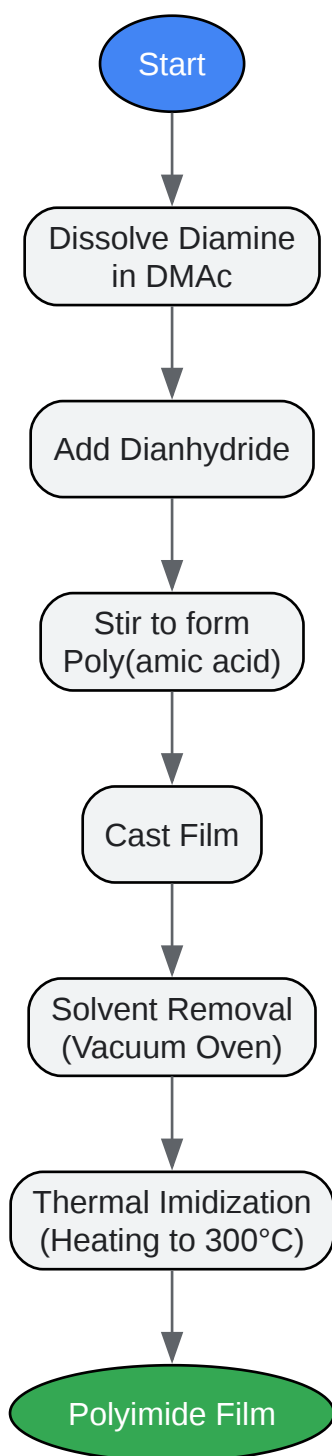 Start
Dissolve Diamine
in DMAc
Add Dianhydride
Stir to form
Poly(amic acid)
Cast Film
Solvent Removal
(Vacuum Oven)
Thermal Imidization
(Heating to 300°C)
Polyimide Film